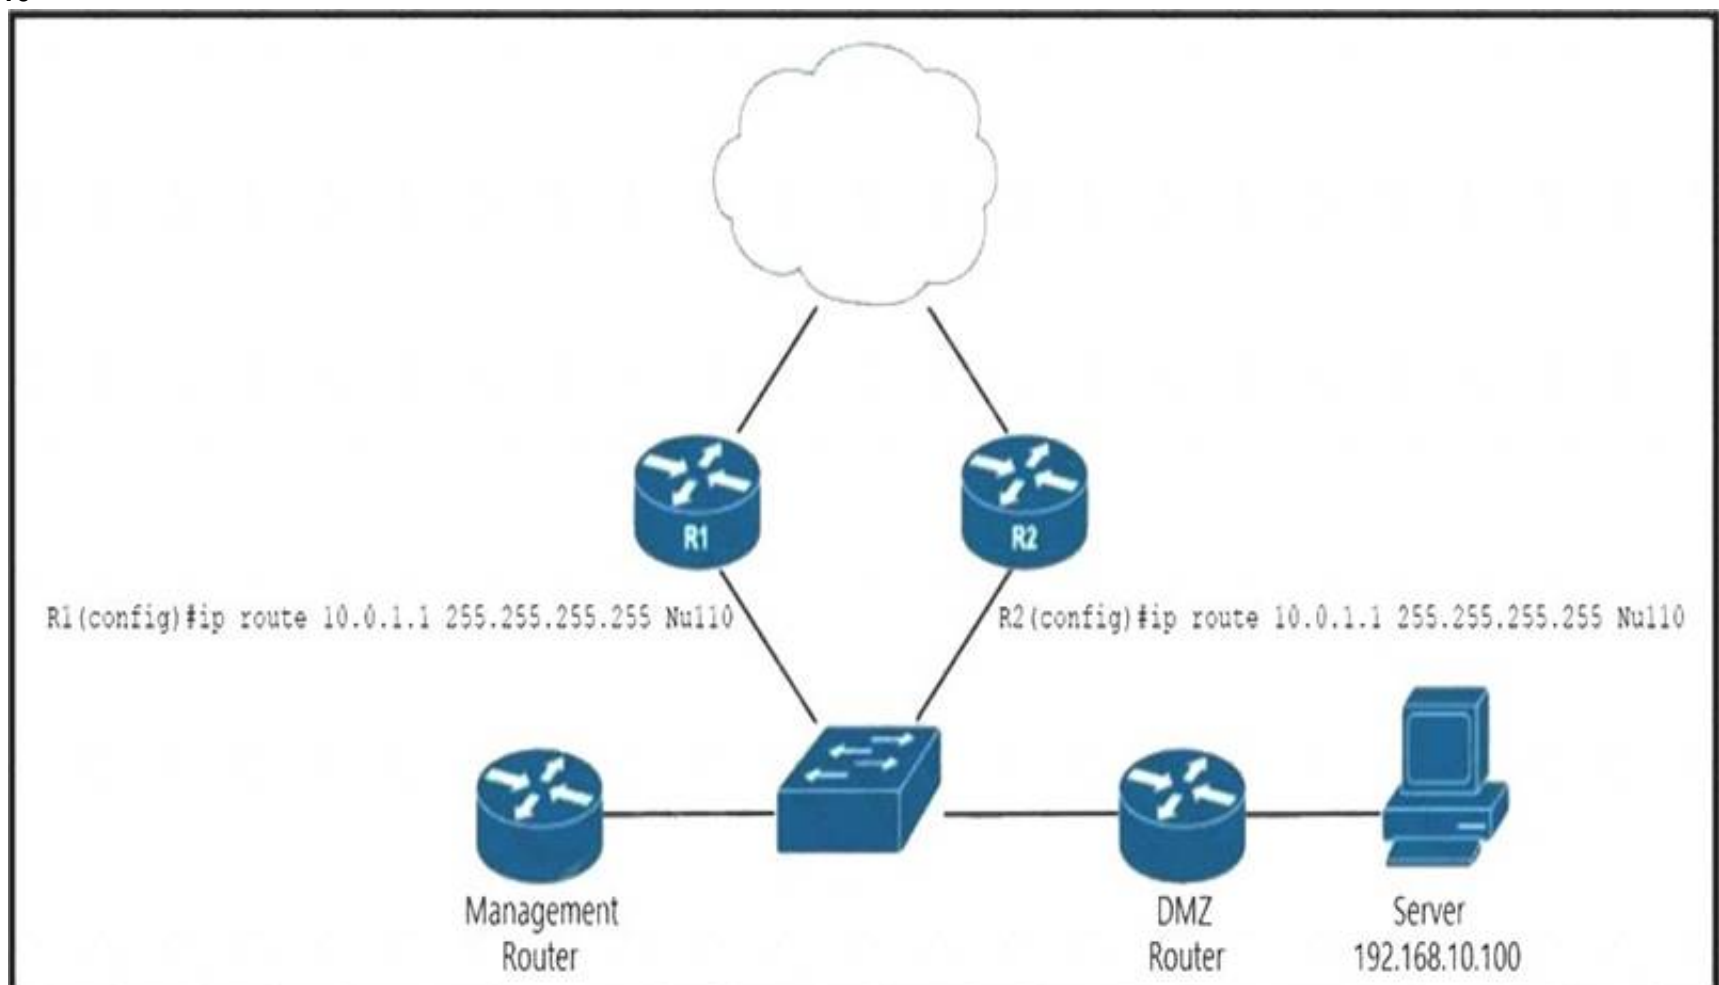 R1
R2
R1(config)#ip route 10.0.1.1 255.255.255.255 Null0
R2(config)#ip route 10.0.1.1 255.255.255.255 Null0
Management
Router
DMZ
Router
Server
192.168.10.100